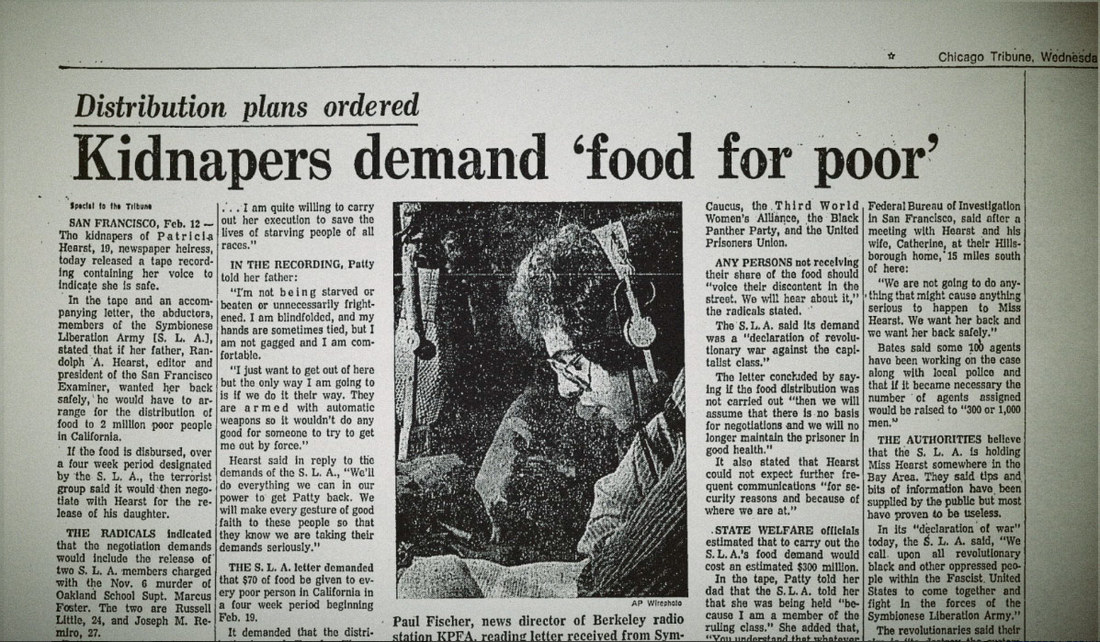 ☆ Chicago Tribune, Wednesda
Distribution plans ordered
Kidnapers demand ‘food for poor’
Special to the Tribune
SAN FRANCISCO, Feb. 12 —
The kidnapers of Patricia
Hearst, 19, newspaper heiress,
today released a tape record-
ing containing her voice to
indicate she is safe.
In the tape and an accom-
panying letter, the abductors,
members of the Symbionese
Liberation Army [S. L. A.],
stated that if her father, Ran-
dolph A. Hearst, editor and
president of the San Francisco
Examiner, wanted her back
safely, he would have to ar-
range for the distribution of
food to 2 million poor people
in California.
If the food is disbursed, over
a four week period designated
by the S. L. A., the terrorist
group said it would then nego-
tiate with Hearst for the re-
lease of his daughter.
THE RADICALS indicated
that the negotiation demands
would include the release of
two S. L. A. members charged
with the Nov. 6 murder of
Oakland School Supt. Marcus
Foster. The two are Russell
Little, 24, and Joseph M. Re-
miro, 27.
. . . I am quite willing to carry
out her execution to save the
lives of starving people of all
races.”
IN THE RECORDING, Patty
told her father:
“I’m not being starved or
beaten or unnecessarily fright-
ened. I am blindfolded, and my
hands are sometimes tied, but I
am not gagged and I am com-
fortable.
“I just want to get out of here
but the only way I am going to
is if we do it their way. They
are armed with automatic
weapons so it wouldn’t do any
good for someone to try to get
me out by force.”
Hearst said in reply to the
demands of the S. L. A., “We’ll
do everything we can in our
power to get Patty back. We
will make every gesture of good
faith to these people so that
they know we are taking their
demands seriously.”
THE S. L. A. letter demanded
that $70 of food be given to ev-
ery poor person in California in
a four week period beginning
Feb. 19.
It demanded that the distri-
AP Wirephoto
Paul Fischer, news director of Berkeley radio
station KPFA, reading letter received from Sym-
Caucus, the Third World
Women’s Alliance, the Black
Panther Party, and the United
Prisoners Union.
ANY PERSONS not receiving
their share of the food should
“voice their discontent in the
street. We will hear about it,”
the radicals stated.
The S. L. A. said its demand
was a “declaration of revolu-
tionary war against the capi-
talist class.”
The letter concluded by say-
ing if the food distribution was
not carried out “then we will
assume that there is no basis
for negotiations and we will no
longer maintain the prisoner in
good health.”
It also stated that Hearst
could not expect further fre-
quent communications “for se-
curity reasons and because of
where we are at.”
STATE WELFARE officials
estimated that to carry out the
S. L. A.’s food demand would
cost an estimated $300 million.
In the tape, Patty told her
dad that the S. L. A. told her
that she was being held “be-
cause I am a member of the
ruling class.” She added that,
“You understand that whatever
Federal Bureau of Investigation
in San Francisco, said after a
meeting with Hearst and his
wife, Catherine, at their Hills-
borough home, 15 miles south
of here:
“We are not going to do any-
thing that might cause anything
serious to happen to Miss
Hearst. We want her back and
we want her back safely.”
Bates said some 100 agents
have been working on the case
along with local police and
that if it became necessary the
number of agents assigned
would be raised to “300 or 1,000
men.”
THE AUTHORITIES believe
that the S. L. A. is holding
Miss Hearst somewhere in the
Bay Area. They said tips and
bits of information have been
supplied by the public but most
have proven to be useless.
In its “declaration of war”
today, the S. L. A. said, “We
call upon all revolutionary
black and other oppressed peo-
ple within the Fascist United
States to come together and
fight in the forces of the
Symbionese Liberation Army.”
The revolutionaries said their